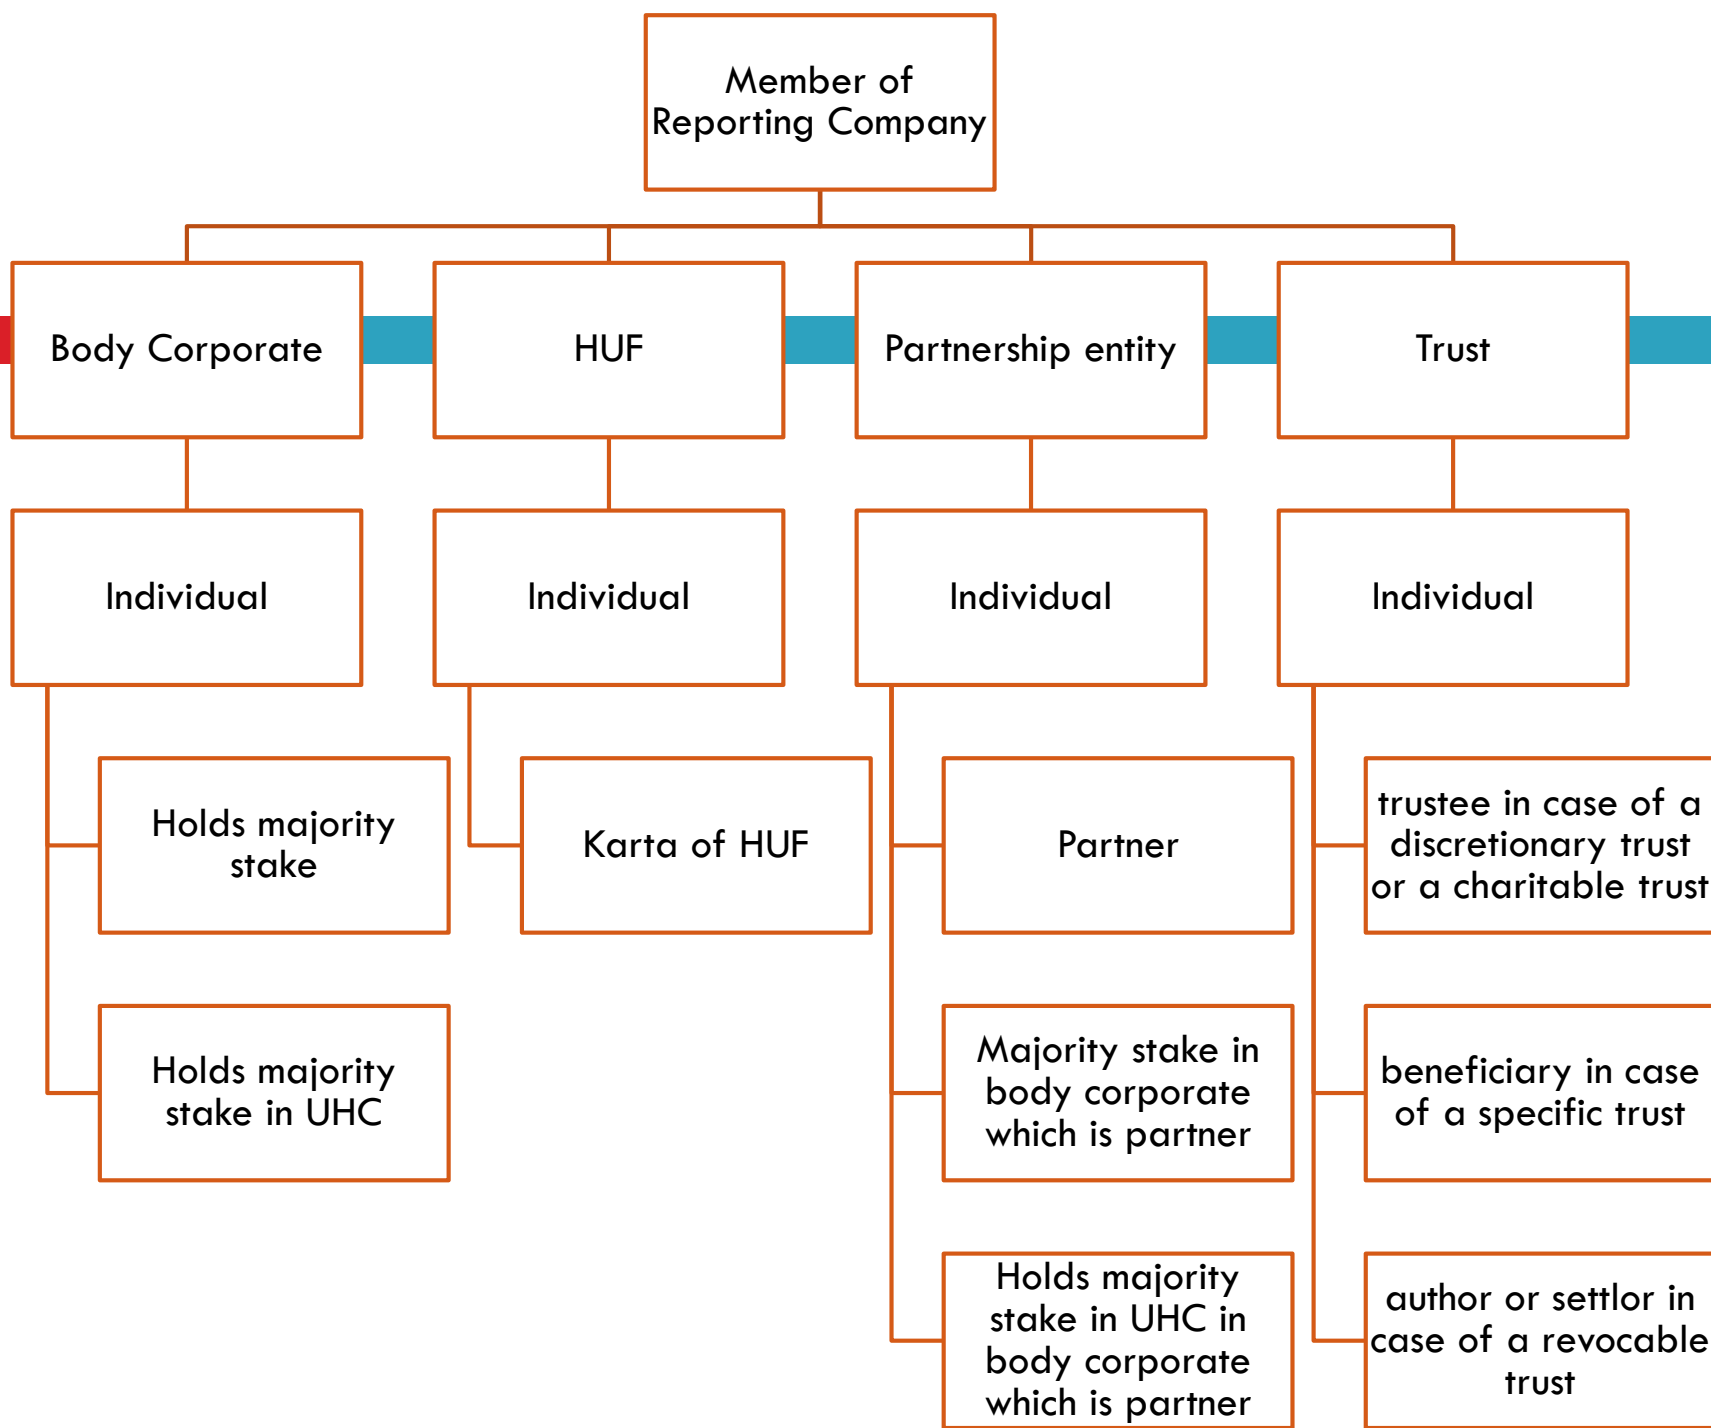 Member of
Reporting Company
Body Corporate
HUF
Partnership entity
Trust
Individual
Individual
Individual
Individual
Holds majority
stake
Karta of HUF
Partner
trustee in case of a
discretionary trust
or a charitable trust
Holds majority
stake in UHC
Majority stake in
body corporate
which is partner
beneficiary in case
of a specific trust
Holds majority
stake in UHC in
body corporate
which is partner
author or settlor in
case of a revocable
trust